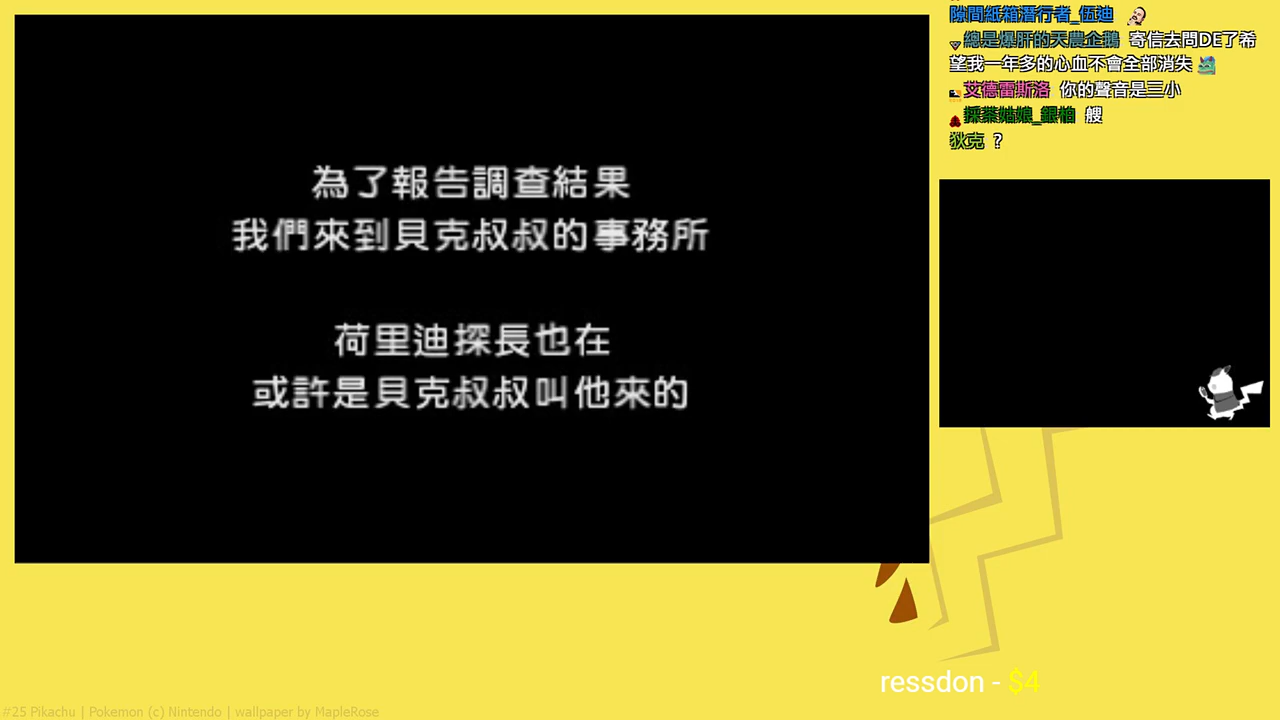 為了報告調查結果
我們來到貝克叔叔的事務所
荷里迪探長也在
或許是貝克叔叔叫他來的
隙間紙箱潛行者_伍迪
總是爆肝的天農企鵝 寄信去問DE了希
望我一年多的心血不會全部消失
艾德雷斯洛 你的聲音是三小
採茶姑娘_銀柏 艘
狄克 ?
ressdon - $4
#25 Pikachu | Pokemon (c) Nintendo | wallpaper by MapleRose